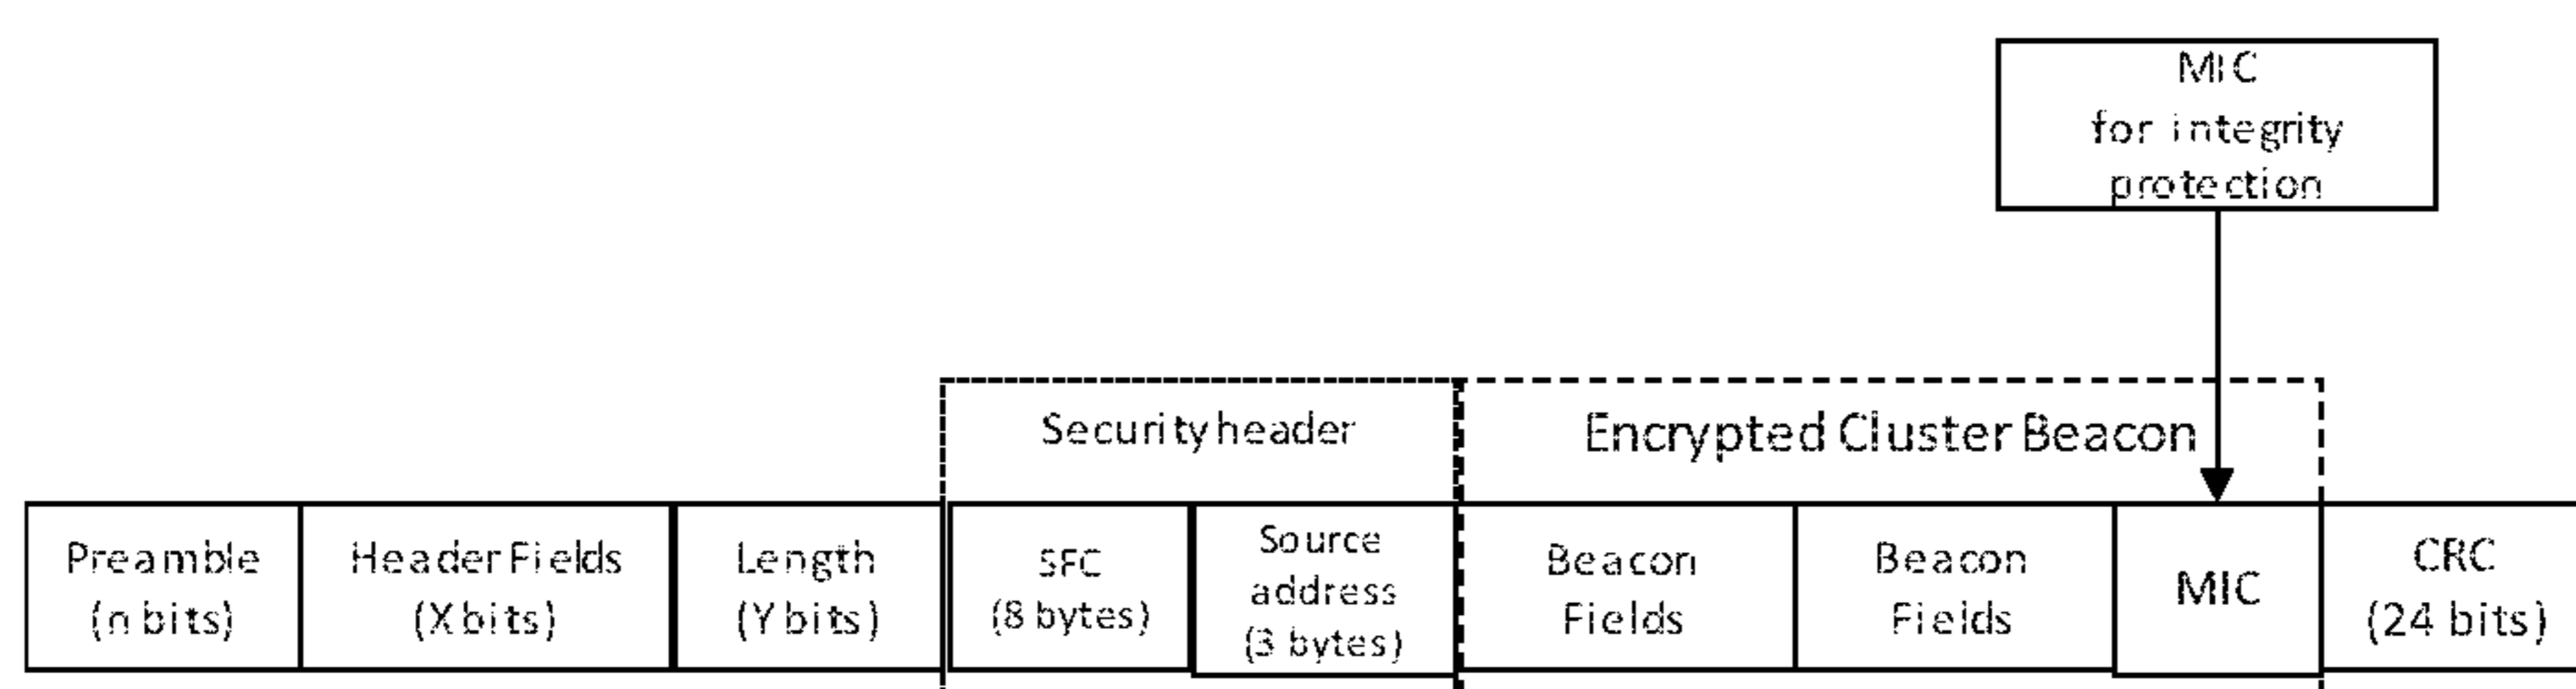 MIC
for integrity
protection
Security header
Encrypted Cluster Beacon
Preamble
(n bits)
Header Fields
(X bits)
Length
(Y bits)
SFC
(8 bytes)
Source
address
(3 bytes)
Beacon
Fields
Beacon
Fields
MIC
CRC
(24 bits)